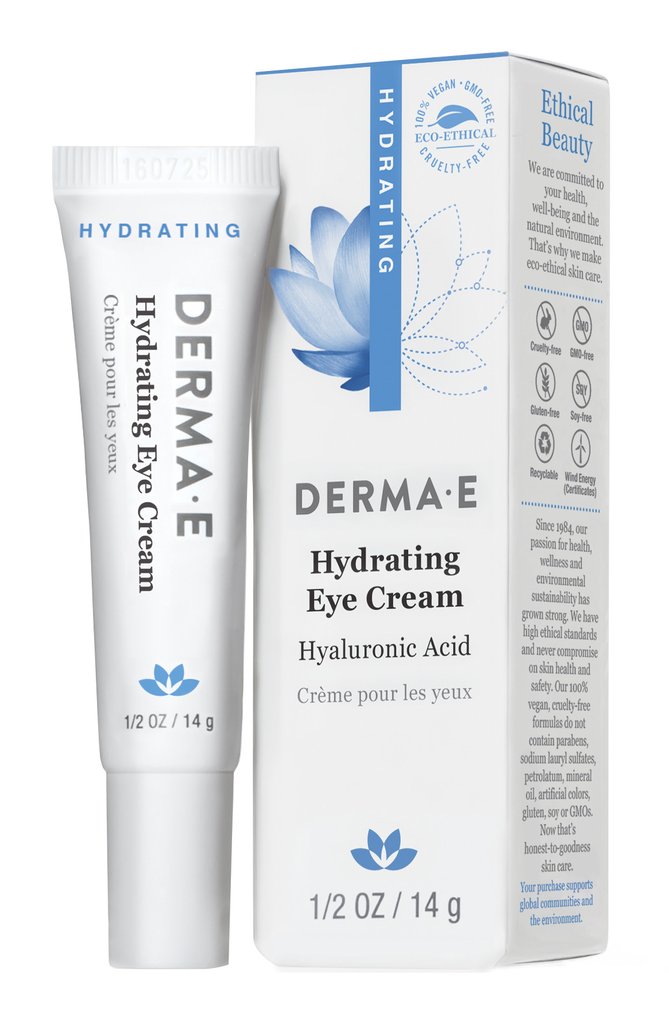 160725
HYDRATING
DERMA·E
Hydrating Eye Cream
Crème pour les yeux
1/2 OZ / 14 g
HYDRATING
100% VEGAN · GMO-FREE
ECO-ETHICAL
CRUELTY-FREE
DERMA·E
Hydrating
Eye Cream
Hyaluronic Acid
Crème pour les yeux
1/2 OZ / 14 g
Ethical
Beauty
We are committed to
your health,
well-being and the
natural environment.
That's why we make
eco-ethical skin care.
Cruelty-free
GMO
GMO-free
Gluten-free
SOY
Soy-free
Recyclable
Wind Energy
(Certificates)
Since 1984, our
passion for health,
wellness and
environmental
sustainability has
grown strong. We have
high ethical standards
and never compromise
on skin health and
safety. Our 100%
vegan, cruelty-free
formulas do not
contain parabens,
sodium lauryl sulfates,
petrolatum, mineral
oil, artificial colors,
gluten, soy or GMOs.
Now that's
honest-to-goodness
skin care.
Your purchase supports
global communities and
the environment.